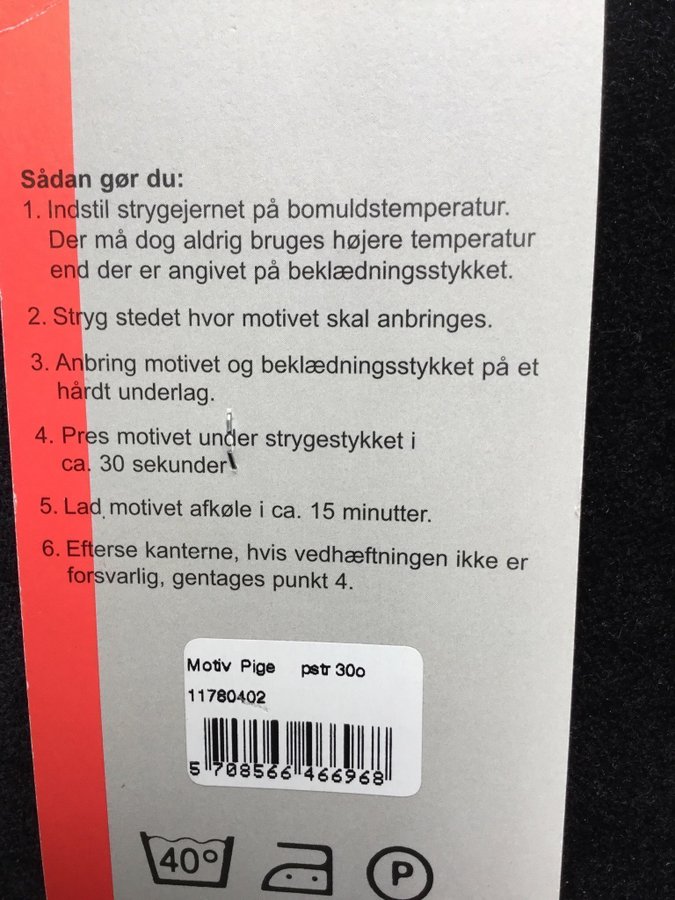 Sådan gør du:
1. Indstil strygejernet på bomuldstemperatur.
Der må dog aldrig bruges højere temperatur
end der er angivet på beklædningsstykket.
2. Stryg stedet hvor motivet skal anbringes.
3. Anbring motivet og beklædningsstykket på et
hårdt underlag.
4. Pres motivet under strygestykket i
ca. 30 sekunder
5. Lad motivet afkøle i ca. 15 minutter.
6. Efterse kanterne, hvis vedhæftningen ikke er
forsvarlig, gentages punkt 4.
Motiv Pige pstr 30o
11780402
5 708566 466968
40° P